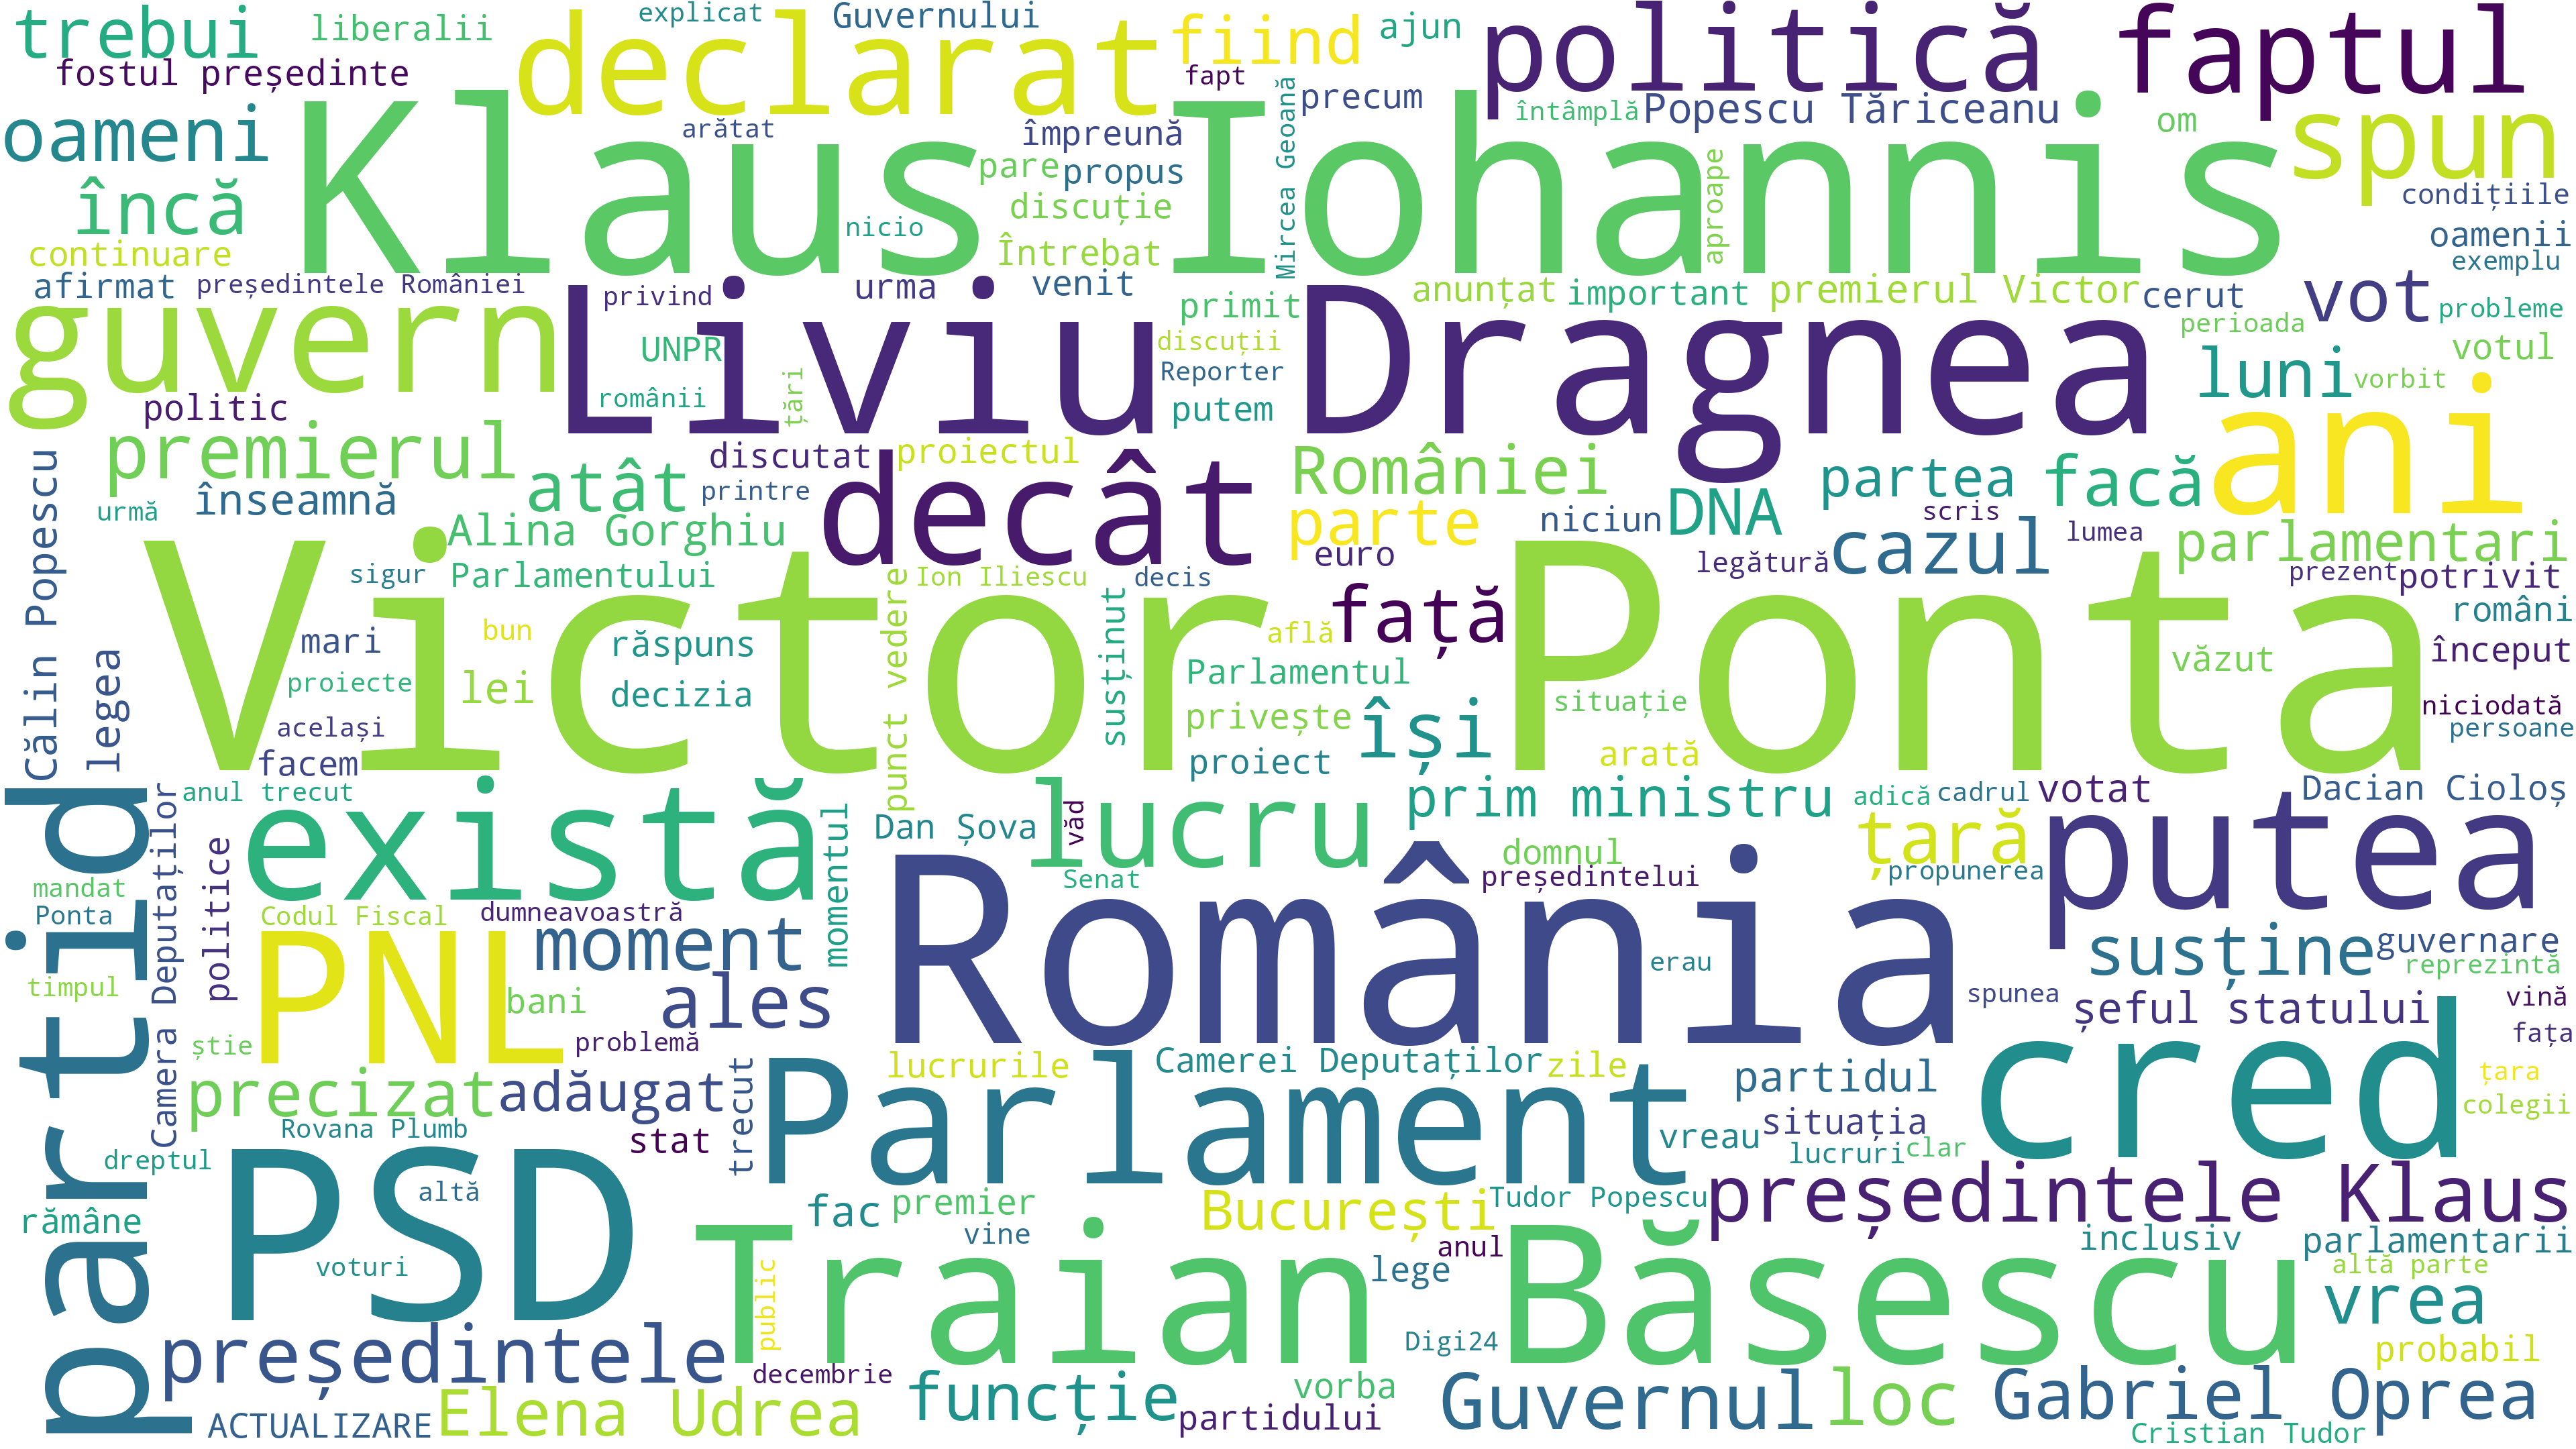 trebui
liberalii
explicat
Guvernului
declarat
fiind
ajun
politică
faptul
fostul președinte
fapt
Mircea Geoană
precum
Popescu Tăriceanu
întâmplă
om
spun
oameni
Klaus Iohannis
arătat
împreună
pare
propus
discuție
aproape
condițiile
încă
nicio
Întrebat
oamenii
exemplu
continuare
afirmat
președintele României
privind
urma
venit
primit
anunțat
important
premierul Victor
cerut
vot
probleme
perioada
guvern
Liviu Dragnea
UNPR
discuții
Reporter
votul
luni
vorbit
politic
românii
țări
putem
ani
premierul
discutat
proiectul
României
partea
facă
Călin Popescu
înseamnă
atât
printre
decât
parte
niciun
DNA
scris
urmă
Alina Gorghiu
euro
legătură
cazul
lumea
parlamentari
sigur
Parlamentului
Ion Iliescu
decis
prezent
potrivit
Victor Ponta
față
români
mari
bun
răspuns
punct vedere
susținut
află
văzut
început
legea
proiecte
lei
decizia
Parlamentul
situație
niciodată
același
privește
își
persoane
facem
proiect
arată
partid
anul trecut
Camera Deputaților
există
momentul
Dan Șova
văd
lucru
prim ministru
adică
cadrul
votat
Dacian Cioloș
țară
putea
domnul
mandat
Ponta
politice
Codul Fiscal
dumneavoastră
Senat
președintelui
propunerea
România
PNL
moment
susține
guvernare
erau
reprezintă
timpul
bani
ales
spunea
șeful statului
vină
știe
problemă
fața
precizat
adăugat
trecut
lucrurile
Camerei Deputaților
zile
partidul
cred
țara
Parlament
situația
colegii
Rovana Plumb
stat
vreau
lucruri
clar
dreptul
PSD
altă
rămâne
fac
premier
București
Tudor Popescu
președintele Klaus
vine
anul
inclusiv
parlamentarii
voturi
public
Traian Băsescu
lege
altă parte
vrea
președintele
Digi24
probabil
decembrie
ACTUALIZARE
Elena Udrea
funcție
vorba
partidului
Guvernul
loc
Gabriel Oprea
Cristian Tudor